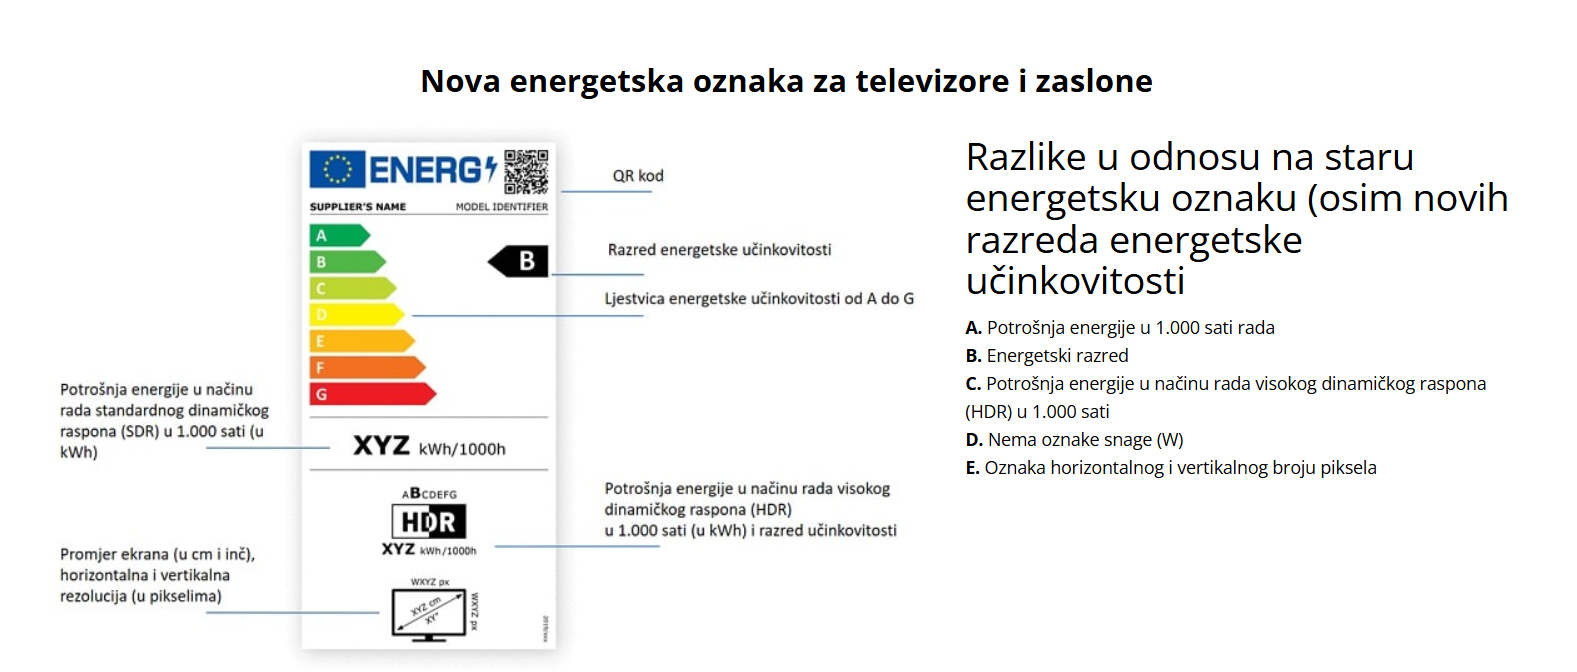 Nova energetska oznaka za televizore i zaslone
ENERG
SUPPLIER'S NAME
MODEL IDENTIFIER
A
B
C
D
E
F
G
B
XYZ kWh/1000h
ABCDEFG
HDR
XYZ kWh/1000h
WXYZ px
XYZ cm
XY"
WXYZ px
QR kod
Razred energetske učinkovitosti
Ljestvica energetske učinkovitosti od A do G
Potrošnja energije u načinu
rada standardnog dinamičkog
raspona (SDR) u 1.000 sati (u
kWh)
Potrošnja energije u načinu rada visokog
dinamičkog raspona (HDR)
u 1.000 sati (u kWh) i razred učinkovitosti
Promjer ekrana (u cm i inč),
horizontalna i vertikalna
rezolucija (u pikselima)
Razlike u odnosu na staru
energetsku oznaku (osim novih
razreda energetske
učinkovitosti
A. Potrošnja energije u 1.000 sati rada
B. Energetski razred
C. Potrošnja energije u načinu rada visokog dinamičkog raspona
(HDR) u 1.000 sati
D. Nema oznake snage (W)
E. Oznaka horizontalnog i vertikalnog broju piksela